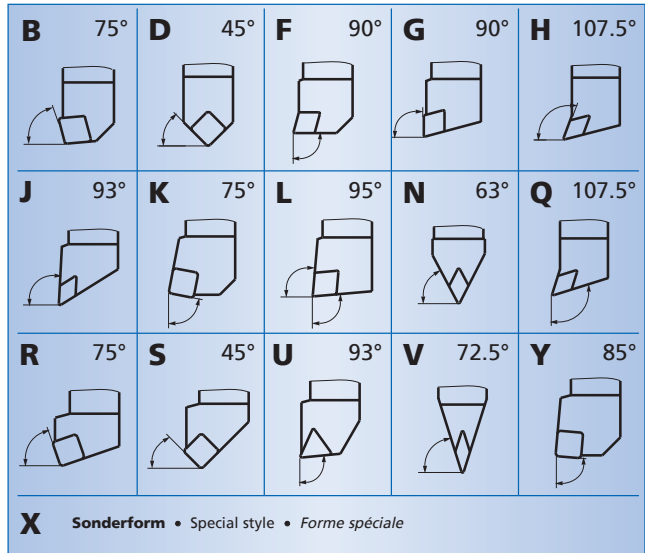 B 75° D 45° F 90° G 90° H 107.5°
J 93° K 75° L 95° N 63° Q 107.5°
R 75° S 45° U 93° V 72.5° Y 85°
X Sonderform • Special style • Forme spéciale